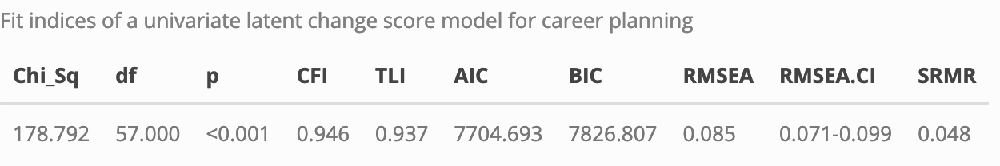 Fit indices of a univariate latent change score model for career planning
Chi_Sq df p CFI TLI AIC BIC RMSEA RMSEA.CI SRMR
178.792 57.000 <0.001 0.946 0.937 7704.693 7826.807 0.085 0.071-0.099 0.048